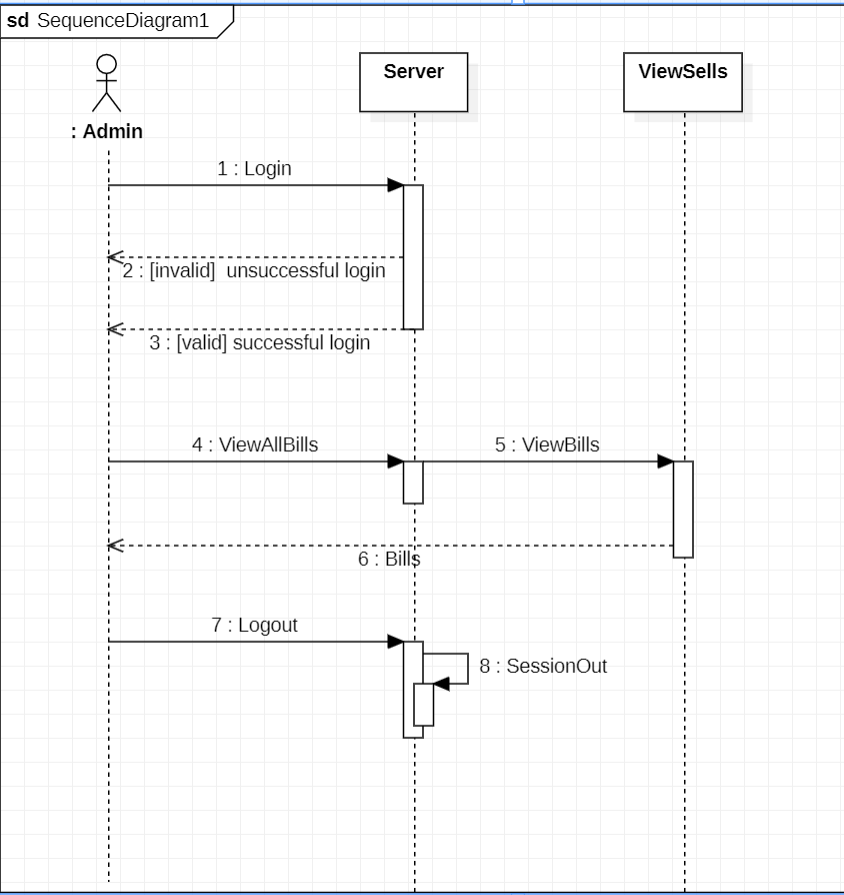 sd SequenceDiagram1
Server
ViewSells
: Admin
1 : Login
2 : [invalid]  unsuccessful login
3 : [valid] successful login
4 : ViewAllBills
5 : ViewBills
6 : Bills
7 : Logout
8 : SessionOut